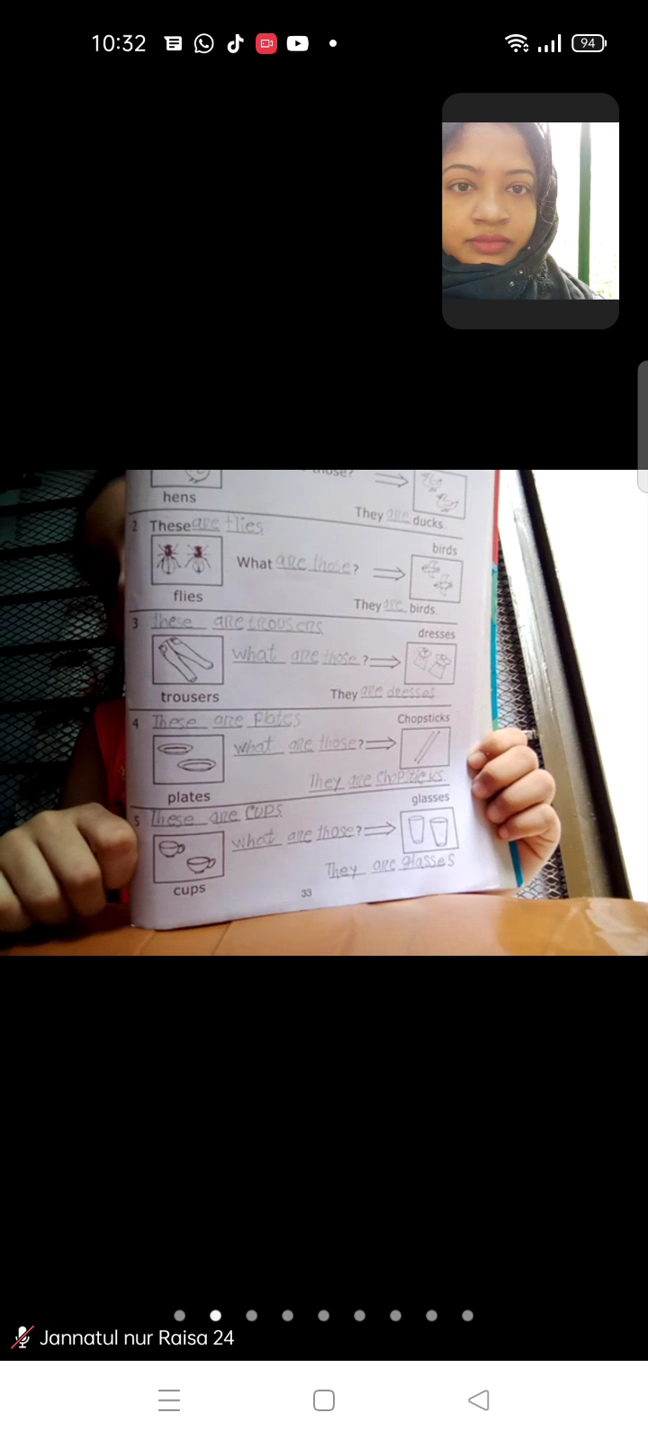 10:32
94
those?
hens
They are ducks.
2 These are flies
birds
What are those?
flies
They are birds.
3 These are trousers
dresses
what are those?
trousers
They are dresses
4 These are plates
Chopsticks
what are those?
They are chopsticks
plates
glasses
5 These are cups
what are those?
They are glasses
cups
33
Jannatul nur Raisa 24